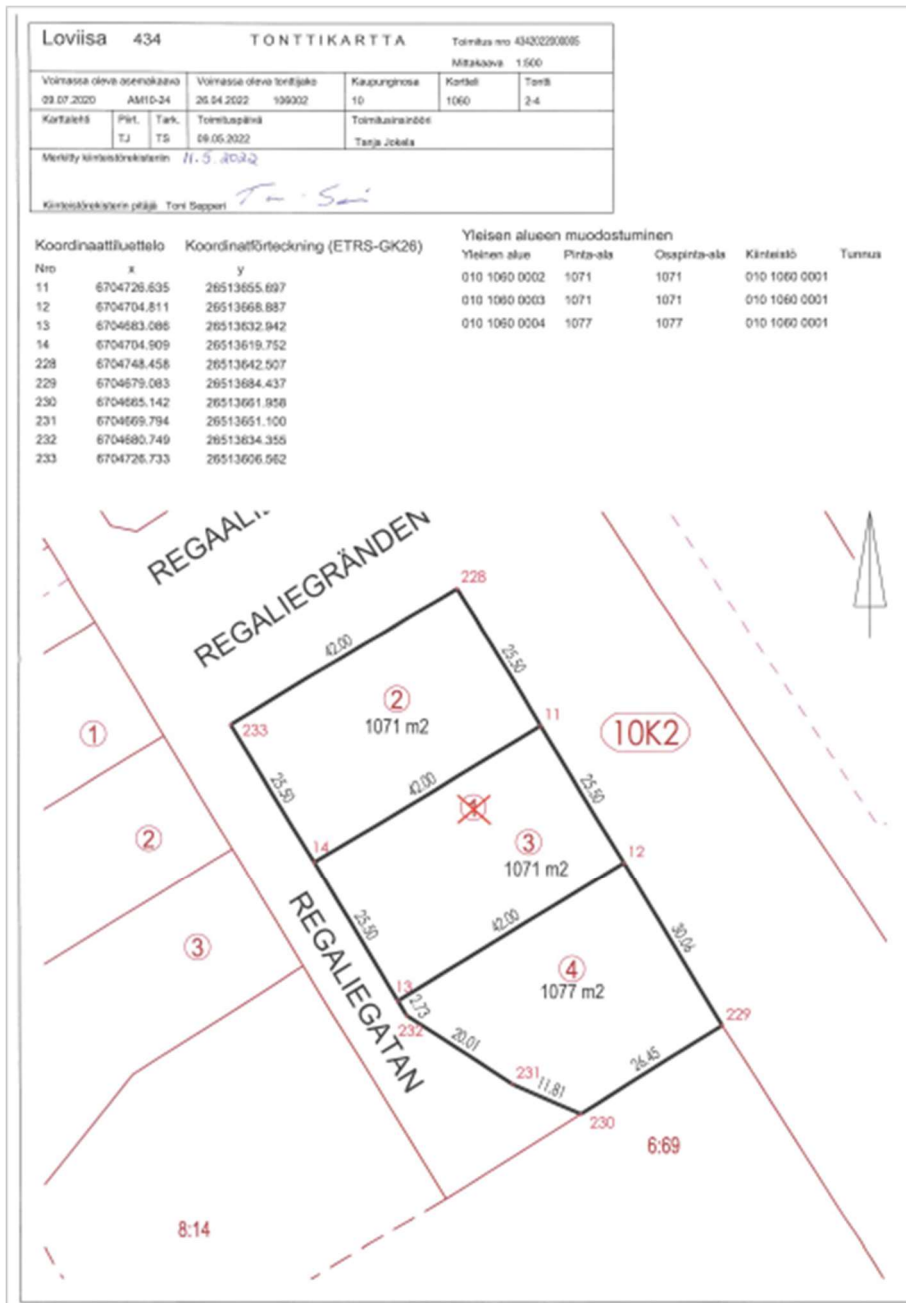 Loviisa 434 TONTTIKARTTA Toimitus nro 4342022000005
Mittakaava 1:500
Voimassa oleva asemakaava Voimassa oleva tonttijako Kaupunginosa Kortteli Tontti
09.07.2020 AM10-24 26.04.2022 106002 10 1060 2-4
Karttalehti Piirt. Tark. Toimituspäivä Toimitusinsinööri
TJ TS 09.05.2022 Tanja Jokela
Merkitty kiinteistörekisteriin 11.5.2022
Kiinteistörekisterin pitäjä Toni Sepperi
Koordinaattiluettelo Koordinatförteckning (ETRS-GK26)
Nro x y
11 6704726.635 26513655.697
12 6704704.811 26513668.887
13 6704683.086 26513632.942
14 6704704.909 26513619.752
228 6704748.458 26513642.507
229 6704679.083 26513684.437
230 6704665.142 26513661.958
231 6704669.794 26513651.100
232 6704680.749 26513634.355
233 6704726.733 26513606.562
Yleisen alueen muodostuminen
Yleinen alue Pinta-ala Osapinta-ala Kiinteistö Tunnus
010 1060 0002 1071 1071 010 1060 0001
010 1060 0003 1071 1071 010 1060 0001
010 1060 0004 1077 1077 010 1060 0001
REGALIEGRÄNDEN
228
42.00
25.50
2
1071 m2
11
233
10K2
1
25.50
42.00
25.50
1
3
1071 m2
14
12
2
25.50
42.00
30.06
REGALIEGATAN
3
4
1077 m2
13
2.73
232
229
20.01
231
26.45
11.81
230
6:69
8:14